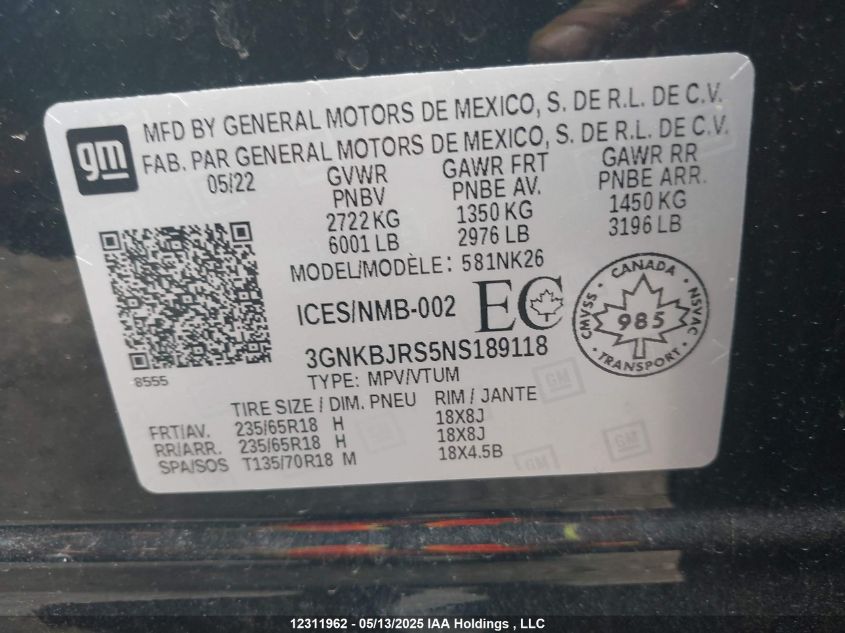 gm
MFD BY GENERAL MOTORS DE MEXICO, S. DE R.L. DE C.V.
FAB. PAR GENERAL MOTORS DE MEXICO, S. DE R.L. DE C.V.
05/22 GVWR GAWR FRT GAWR RR
PNBV PNBE AV. PNBE ARR.
2722 KG 1350 KG 1450 KG
6001 LB 2976 LB 3196 LB
MODEL/MODÈLE: 581NK26
ICES/NMB-002 EC
CANADA
CMVSS 985 NSVAC
TRANSPORT
3GNKBJRS5NS189118
8555
TYPE: MPV/VTUM
TIRE SIZE / DIM. PNEU RIM / JANTE
FRT/AV. 235/65R18 H 18X8J
RR/ARR. 235/65R18 H 18X8J
SPA/SOS T135/70R18 M 18X4.5B
GM GM
12311962 - 05/13/2025 IAA Holdings , LLC